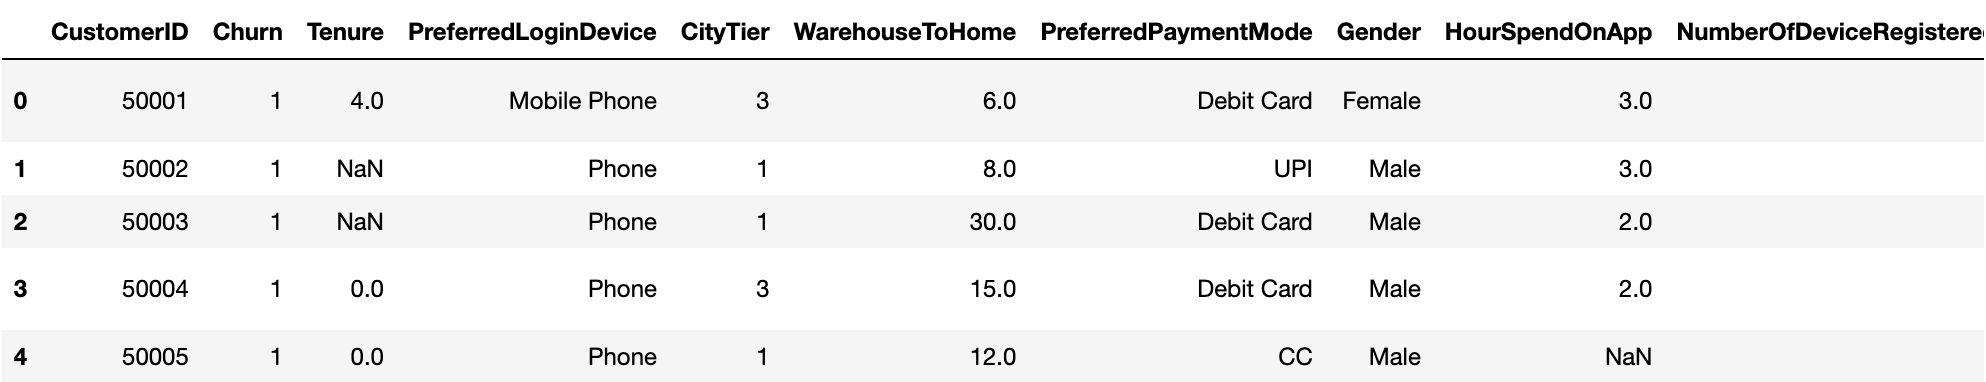 CustomerID Churn Tenure PreferredLoginDevice CityTier WarehouseToHome PreferredPaymentMode Gender HourSpendOnApp NumberOfDeviceRegistered
0 50001 1 4.0 Mobile Phone 3 6.0 Debit Card Female 3.0
1 50002 1 NaN Phone 1 8.0 UPI Male 3.0
2 50003 1 NaN Phone 1 30.0 Debit Card Male 2.0
3 50004 1 0.0 Phone 3 15.0 Debit Card Male 2.0
4 50005 1 0.0 Phone 1 12.0 CC Male NaN